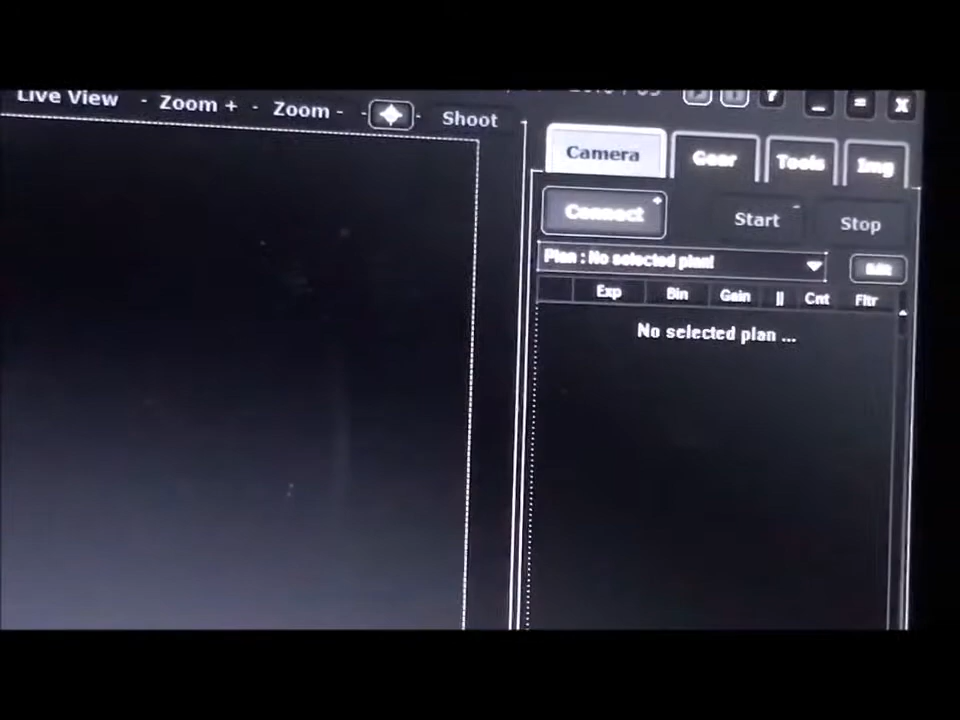 Live View - Zoom + - Zoom - - - Shoot
? _ = X
Camera Gear Tools Img
Connect + Start - Stop
Plan : No selected plan! Edit
Exp Bin Gain || Cnt Fltr
No selected plan ...